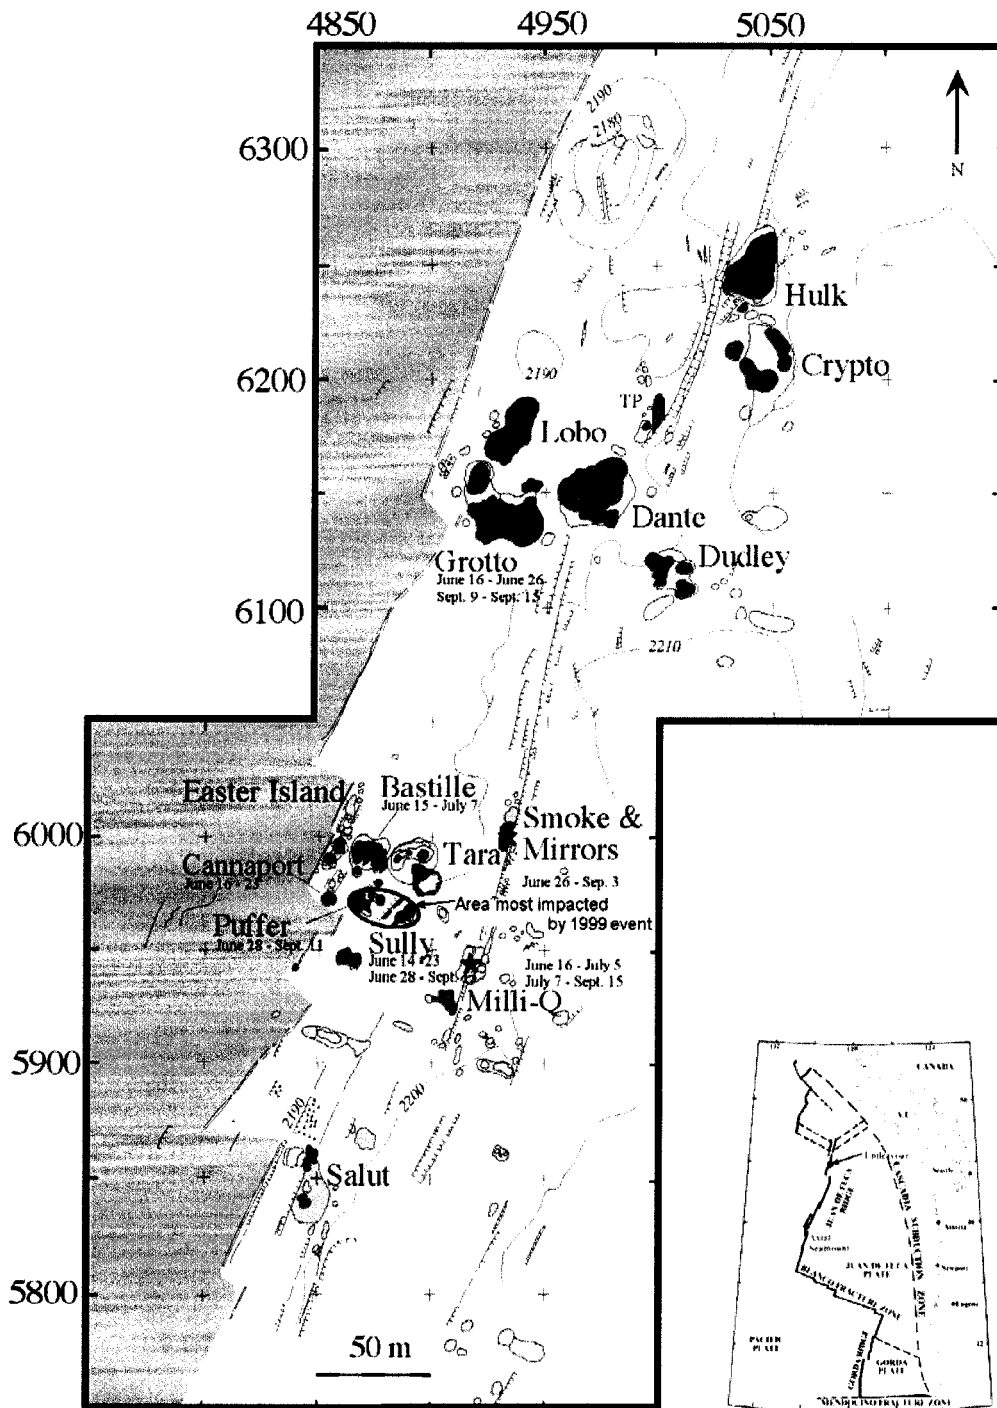 4850 4950 5050
6300
6200
6100
6000
5900
5800
N
2190
2180
Hulk
Crypto
2190
TP
Lobo
Dante
Grotto
June 16 - June 26
Sept. 9 - Sept. 15
Dudley
2210
Easter Island
Bastille
June 15 - July 7
Smoke &
Mirrors
June 26 - Sep. 3
Tara
Cannaport
June 16 - 23
Area most impacted
by 1999 event
Puffer
June 28 - Sept. 11
Sully
June 14 -23
June 28 - Sept.
June 16 - July 5
July 7 - Sept. 15
Milli-Q
2190
2200
Salut
50 m
CANADA
Endeavour
JUAN DE FUCA
RIDGE
CASCADIA SUBDUCTION ZONE
Axial
Seamount
JUAN DE FUCA
PLATE
Newport
Eugene
BLANCO FRACTURE ZONE
PACIFIC
PLATE
GORDA RIDGE
GORDA
PLATE
MENDOCINO FRACTURE ZONE